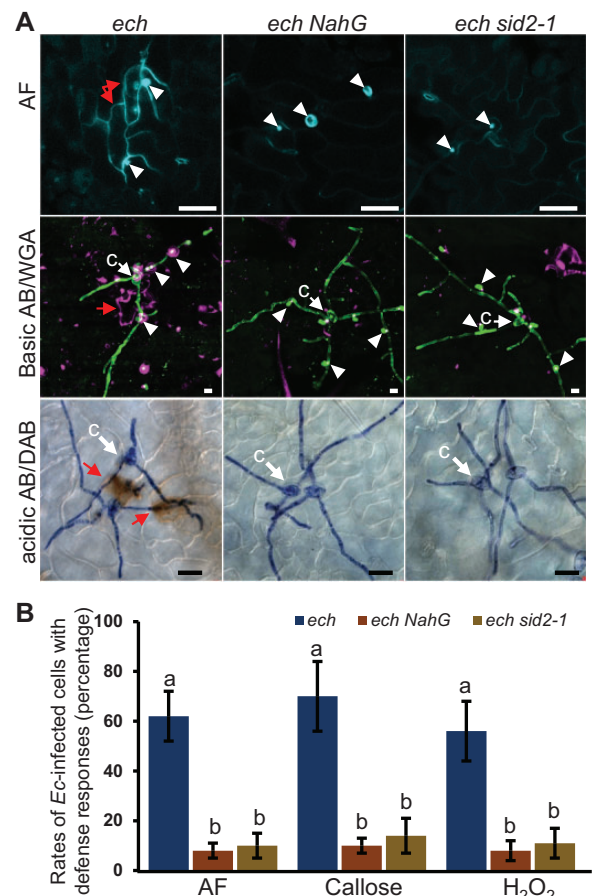 A
ech
ech NahG
ech sid2-1
AF
Basic AB/WGA
C
C
C
acidic AB/DAB
C
C
C
B
Rates of Ec-infected cells with
defense responses (percentage)
100
80
60
40
20
0
ech
ech NahG
ech sid2-1
a
b
b
a
b
b
a
b
b
AF
Callose
H₂O₂